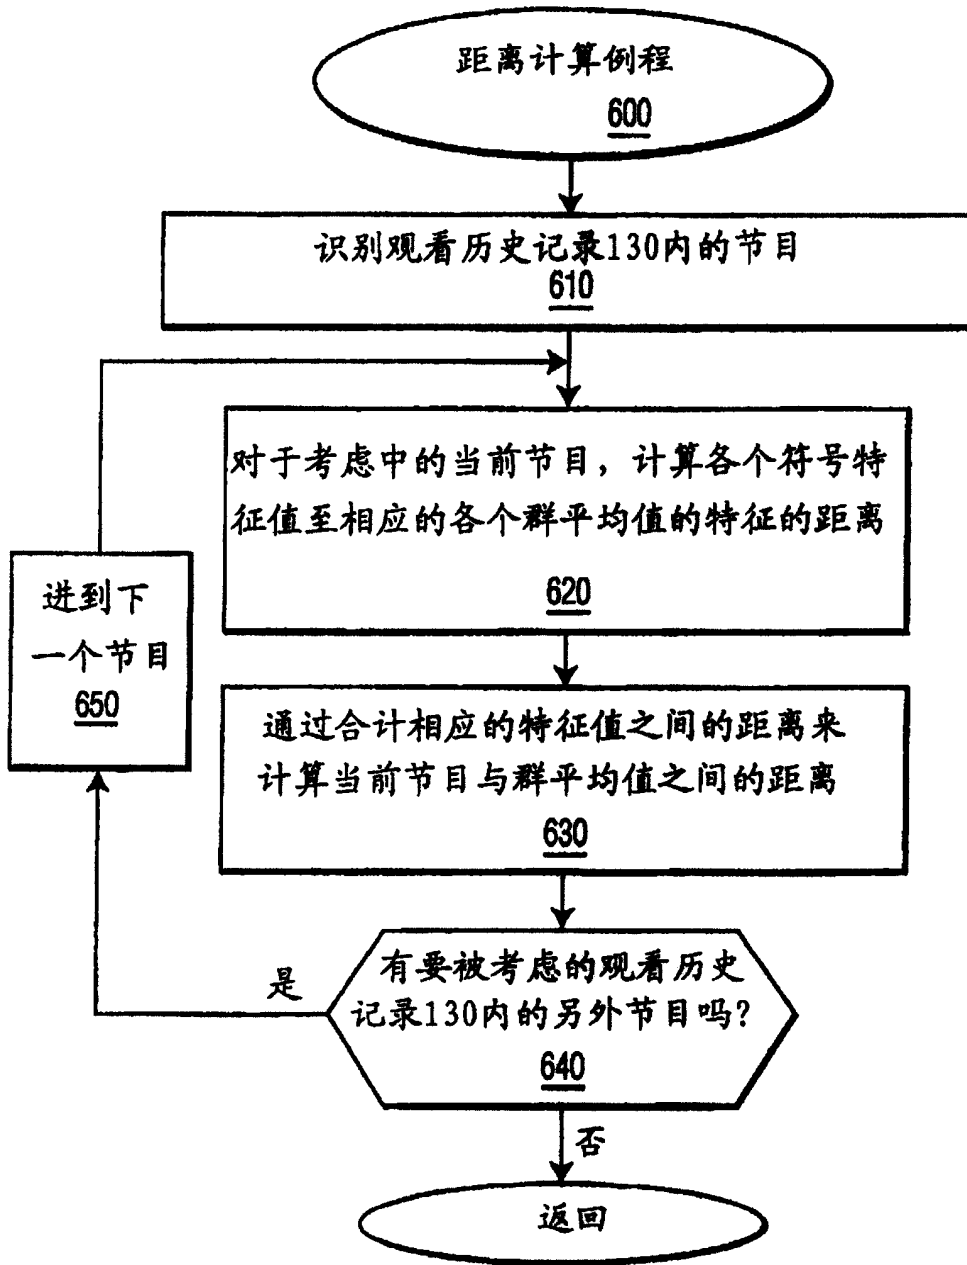 距离计算例程
600
识别观看历史记录130内的节目
610
对于考虑中的当前节目，计算各个符号特
征值至相应的各个群平均值的特征的距离
620
进到下
一个节目
650
通过合计相应的特征值之间的距离来
计算当前节目与群平均值之间的距离
630
是
有要被考虑的观看历史
记录130内的另外节目吗?
640
否
返回